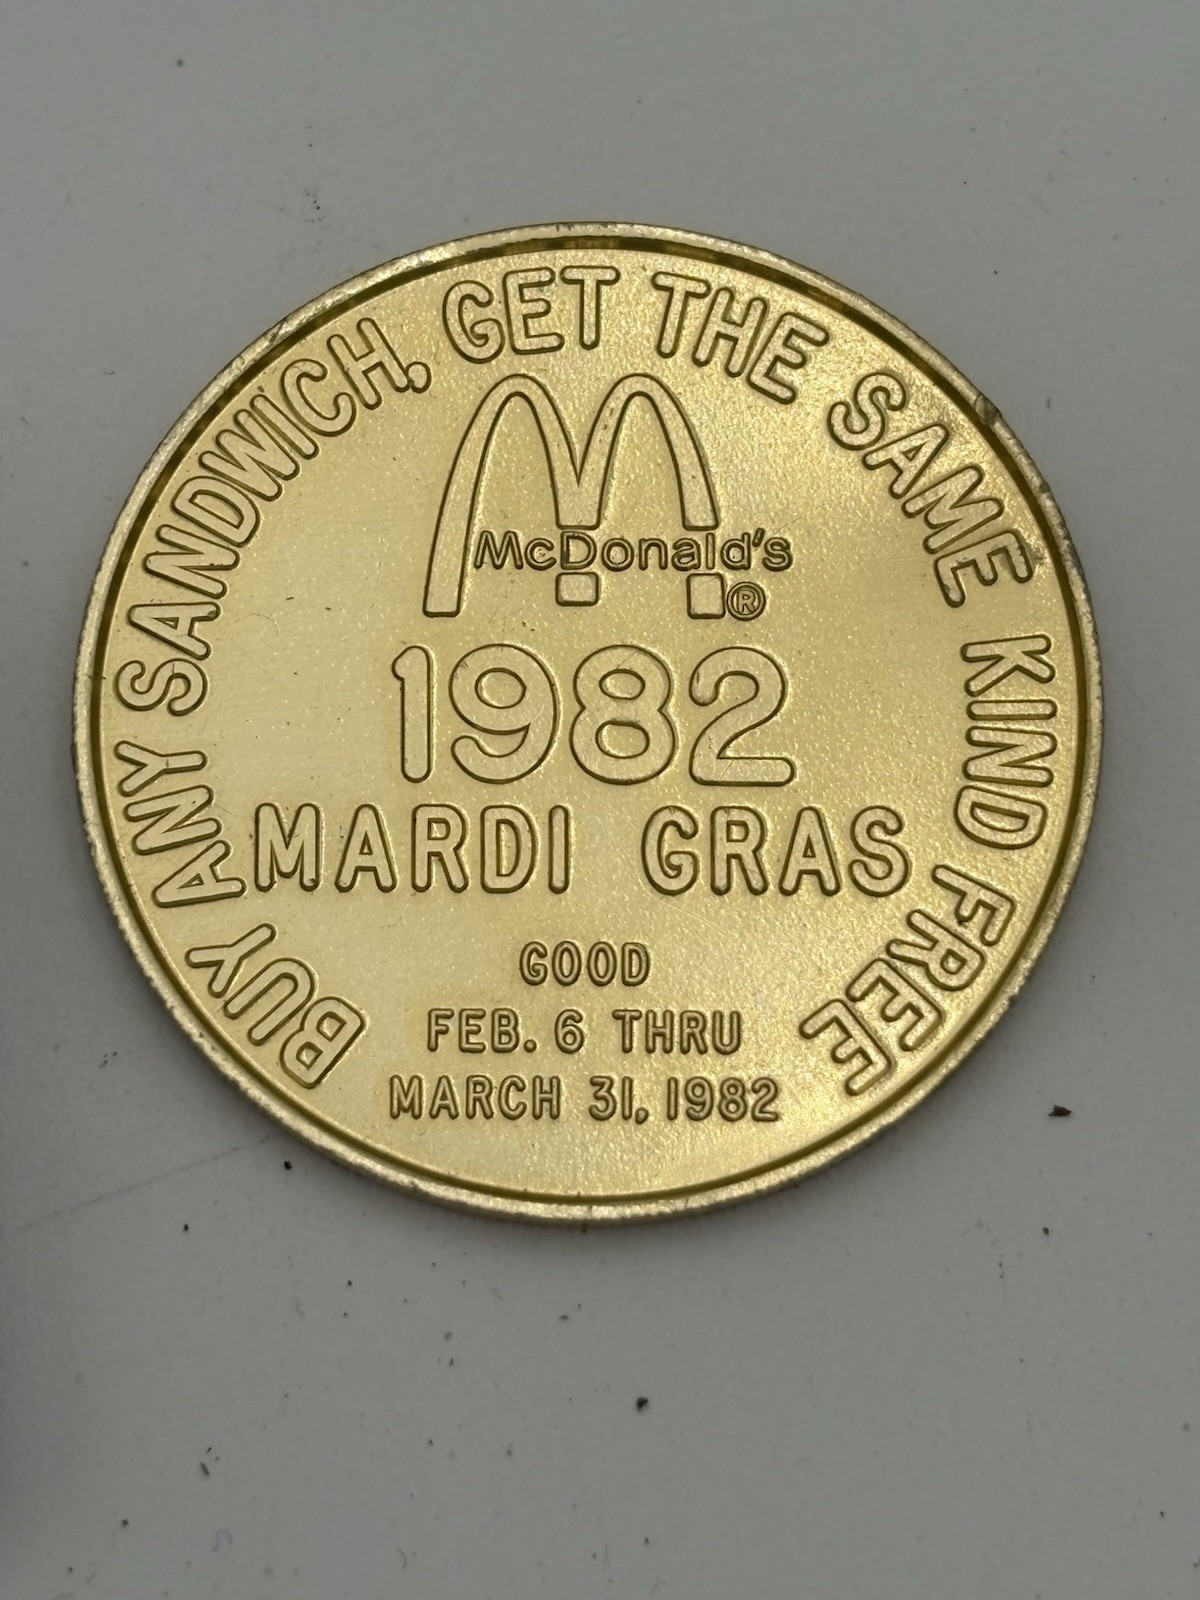 BUY ANY SANDWICH, GET THE SAME KIND FREE
McDonald's ®
1982
MARDI GRAS
GOOD
FEB. 6 THRU
MARCH 31, 1982